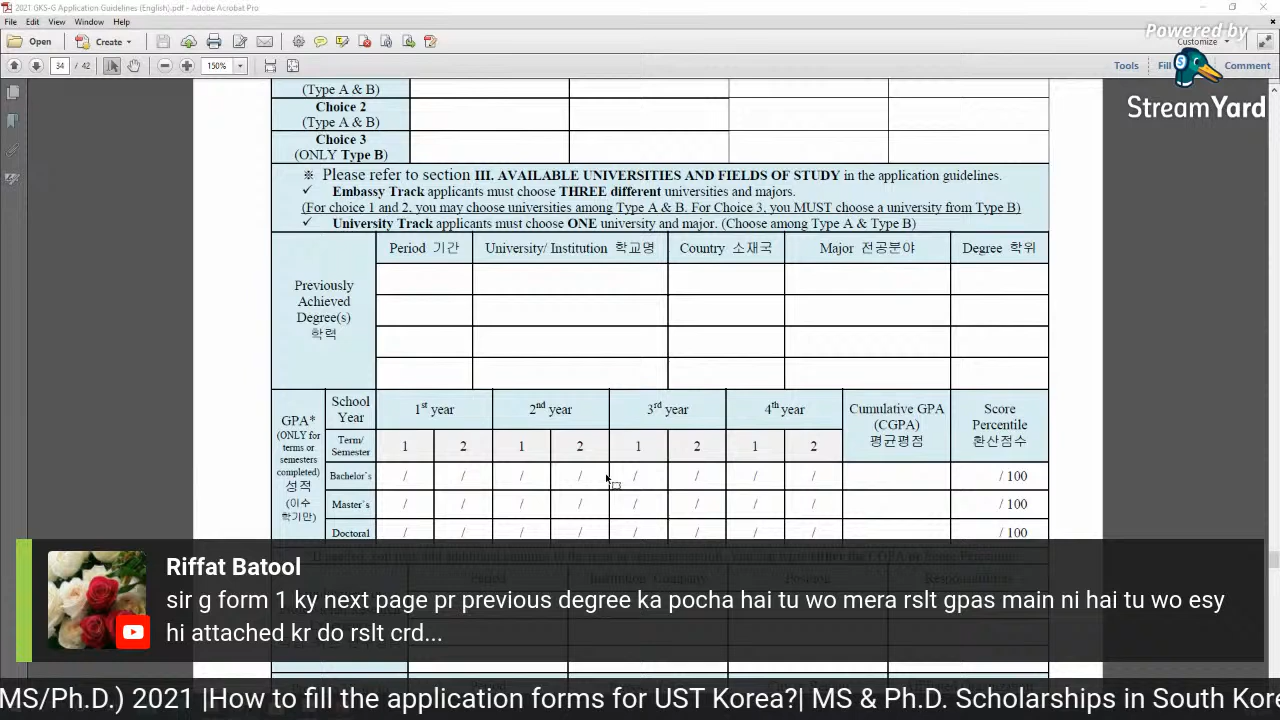 2021 GKS-G Application Guidelines (English).pdf - Adobe Acrobat Pro
File Edit View Window Help
Powered by
StreamYard
Open Create Customize
34 / 42 150% Tools Fill Comment
(Type A & B)
Choice 2
(Type A & B)
Choice 3
(ONLY Type B)
※ Please refer to section III. AVAILABLE UNIVERSITIES AND FIELDS OF STUDY in the application guidelines.
✓ Embassy Track applicants must choose THREE different universities and majors.
(For choice 1 and 2, you may choose universities among Type A & B. For Choice 3, you MUST choose a university from Type B)
✓ University Track applicants must choose ONE university and major. (Choose among Type A & Type B)
Previously
Achieved
Degree(s)
학력
Period 기간 University/ Institution 학교명 Country 소재국 Major 전공분야 Degree 학위
GPA*
(ONLY for
terms or
semesters
completed)
성적
(이수
학기만)
School
Year
1st year 2nd year 3rd year 4th year
Cumulative GPA
(CGPA)
평균평점
Score
Percentile
환산점수
Term/
Semester
1 2 1 2 1 2 1 2
Bachelor's / / / / / / / / / 100
Master's / / / / / / / / / 100
Doctoral / / / / / / / / / 100
Period Institution/ Company Position Responsibilities
Riffat Batool
sir g form 1 ky next page pr previous degree ka pocha hai tu wo mera rslt gpas main ni hai tu wo esy
hi attached kr do rslt crd...
(MS/Ph.D.) 2021 |How to fill the application forms for UST Korea?| MS & Ph.D. Scholarships in South Kore